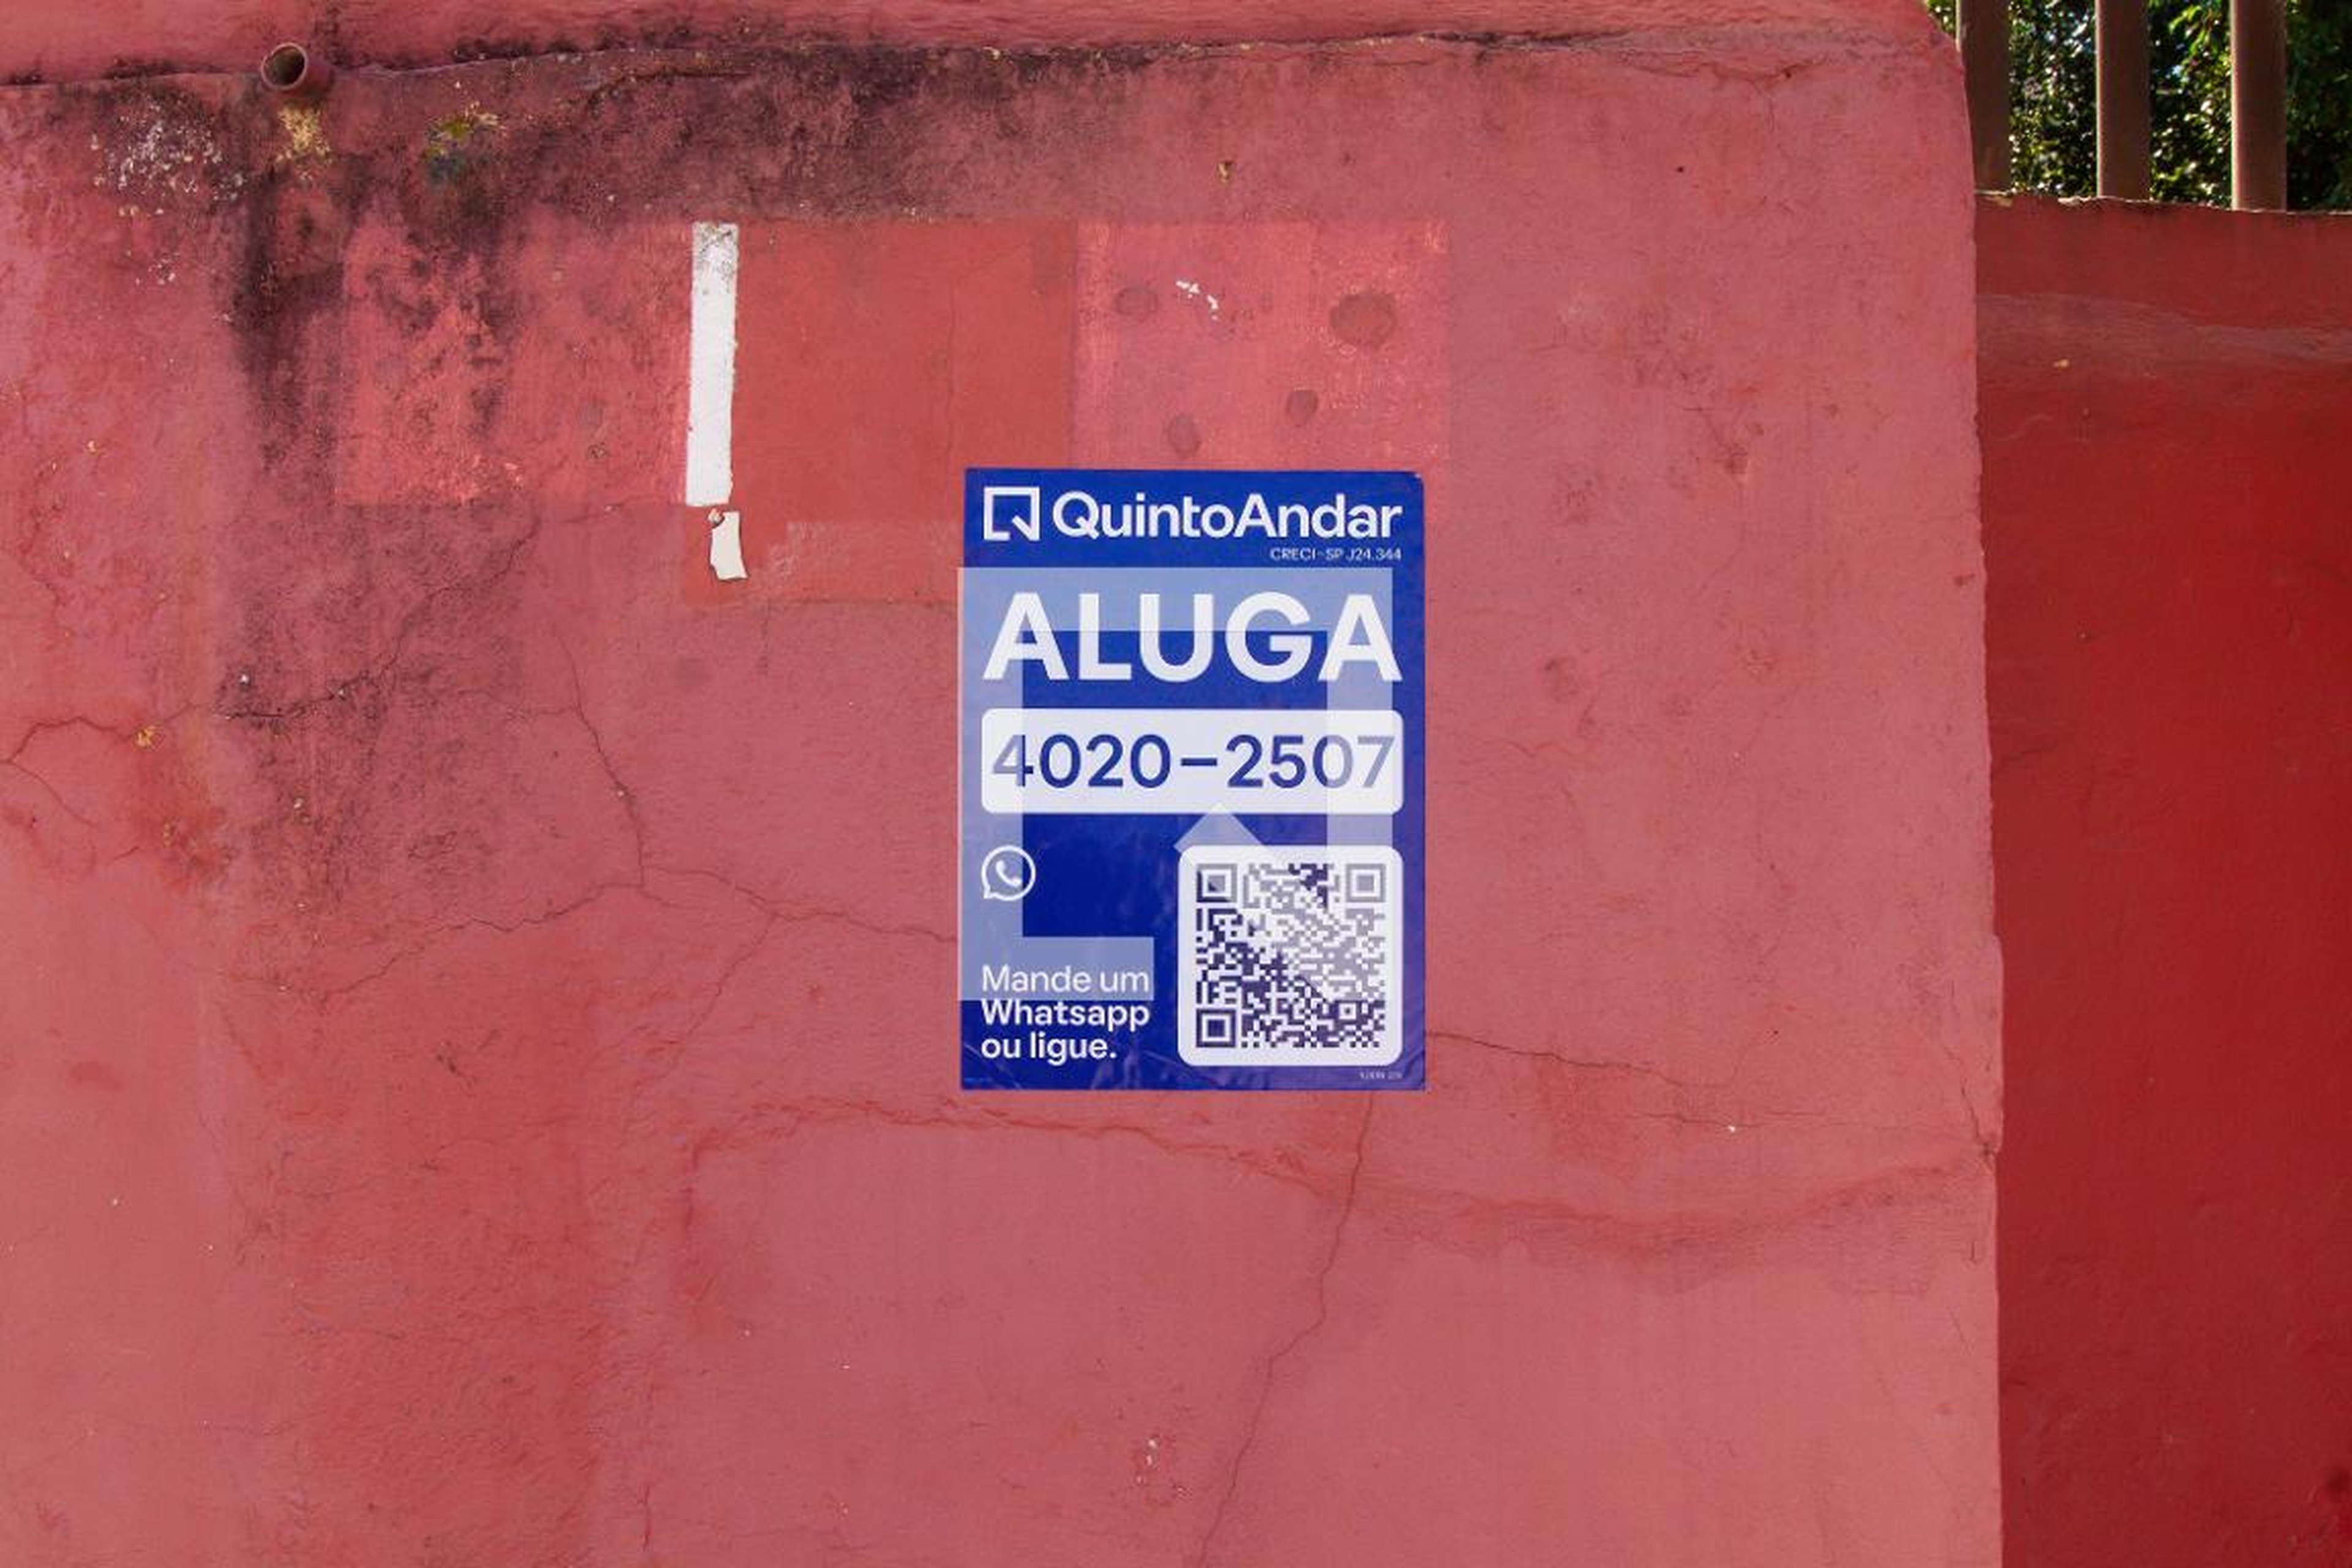 QuintoAndar
CRECI-SP J24.344
ALUGA
4020-2507
Mande um
Whatsapp
ou ligue.